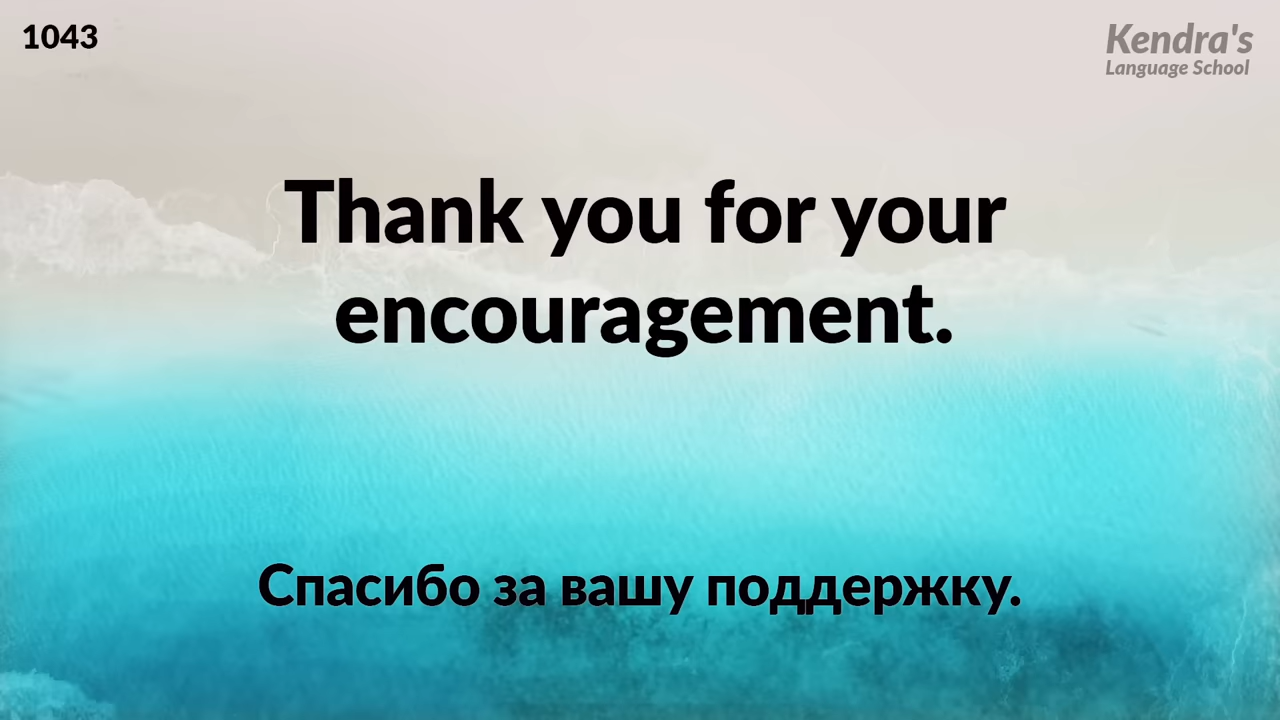 1043
Kendra's
Language School
Thank you for your
encouragement.
Спасибо за вашу поддержку.